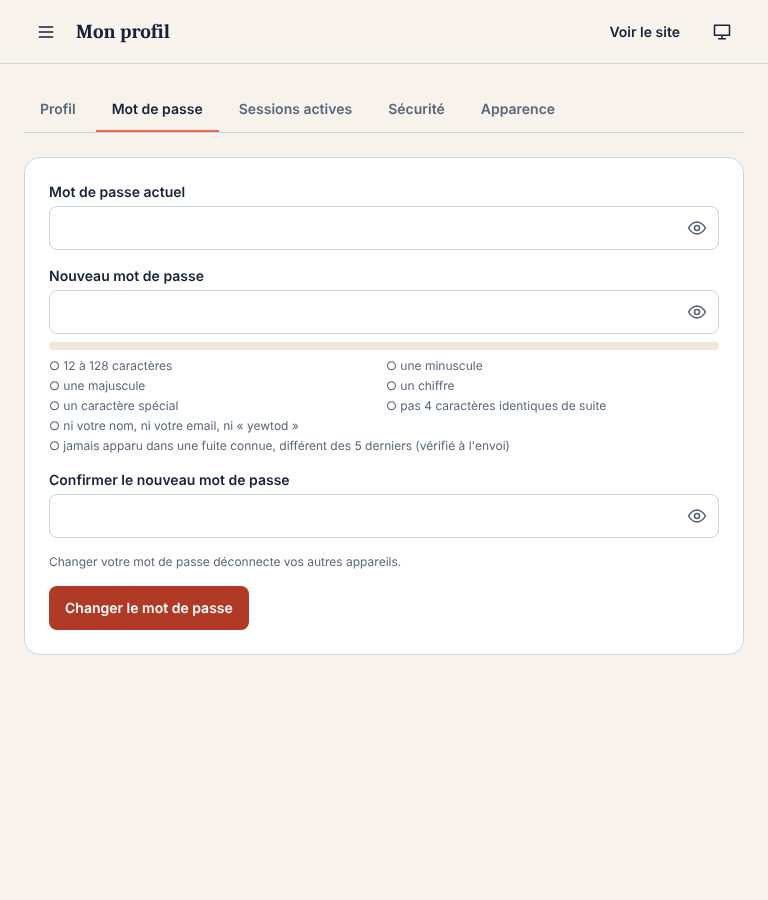 Mon profil
Voir le site
Profil
Mot de passe
Sessions actives
Sécurité
Apparence
Mot de passe actuel
Nouveau mot de passe
12 à 128 caractères
une minuscule
une majuscule
un chiffre
un caractère spécial
pas 4 caractères identiques de suite
ni votre nom, ni votre email, ni « yewtod »
jamais apparu dans une fuite connue, différent des 5 derniers (vérifié à l'envoi)
Confirmer le nouveau mot de passe
Changer votre mot de passe déconnecte vos autres appareils.
Changer le mot de passe